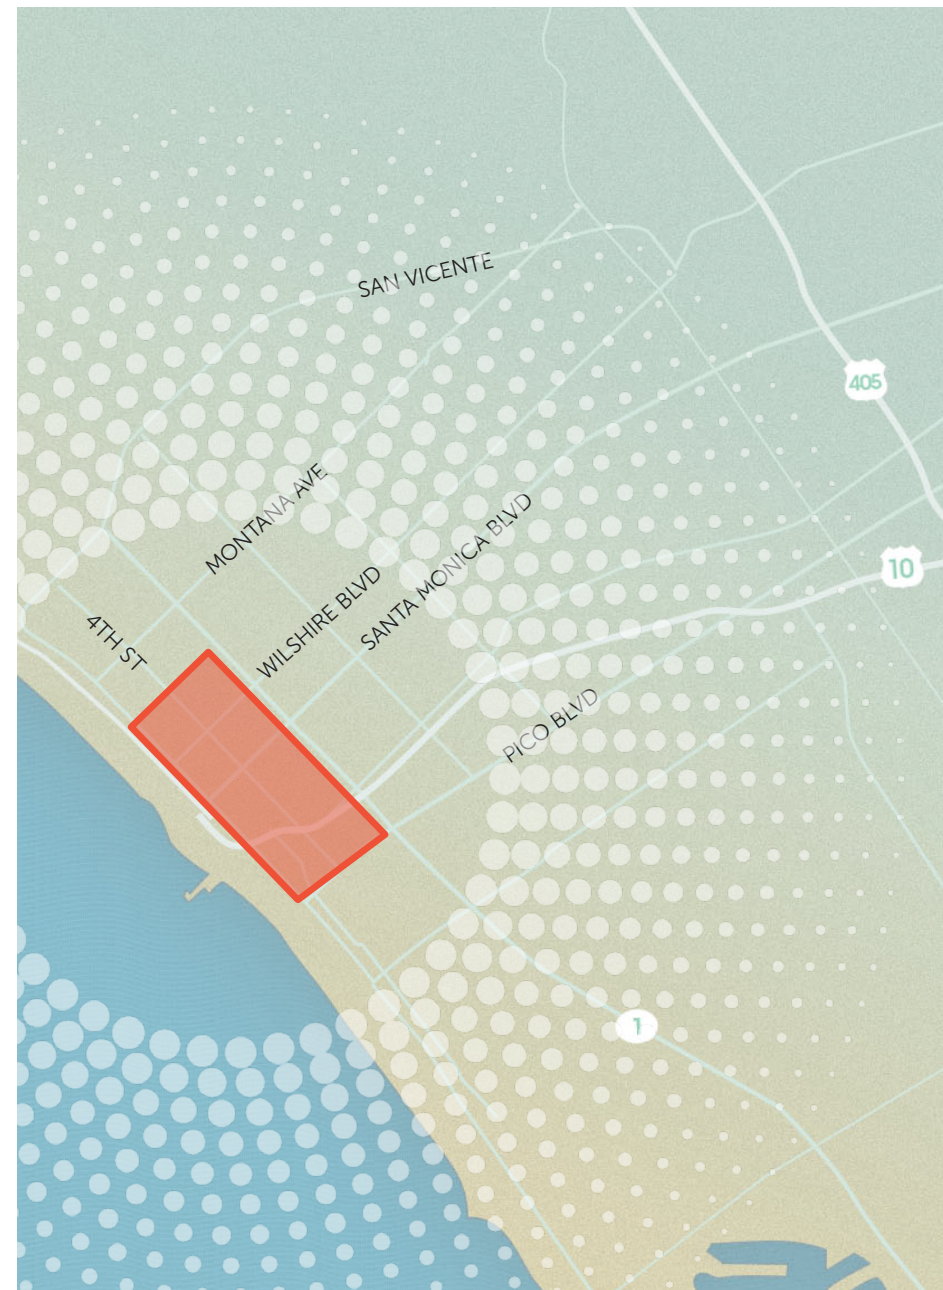 SAN VICENTE
405
MONTANA AVE
SANTA MONICA BLVD
WILSHIRE BLVD
10
4TH ST
PICO BLVD
1